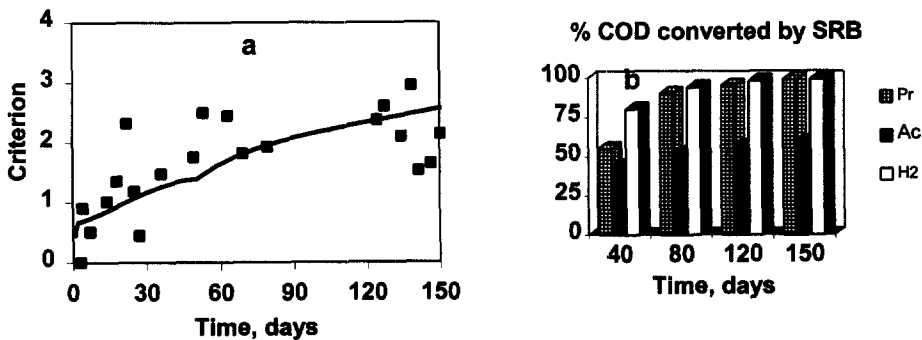 4
3
2
1
0
Criterion
a
0 30 60 90 120 150
Time, days
% COD converted by SRB
100
75
50
25
0
b
40 80 120 150
Time, days
Pr
Ac
H2